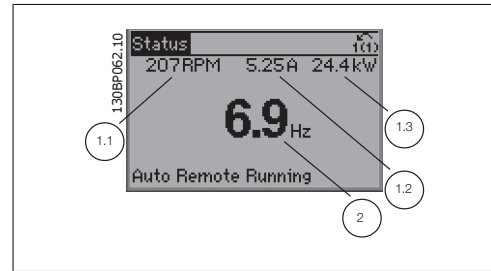 130BP062.10
Status
1(1)
207RPM 5.25A 24.4kW
6.9Hz
Auto Remote Running
1.1
1.2
1.3
2